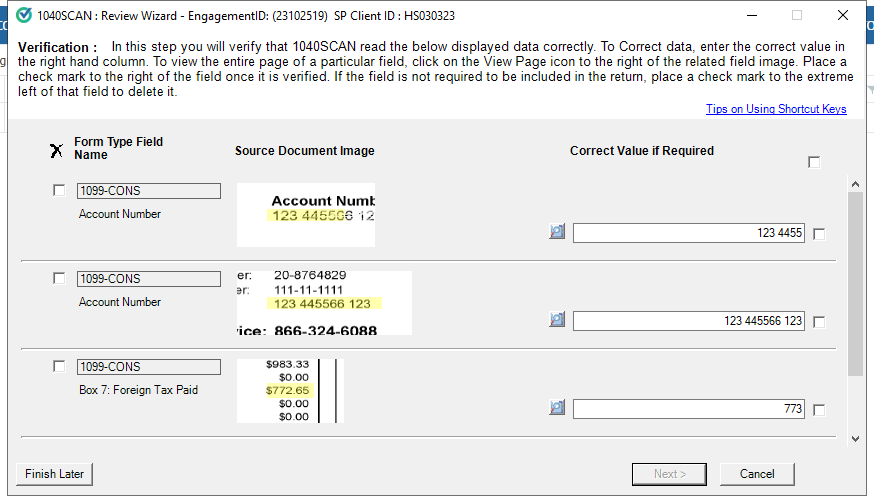 1040SCAN : Review Wizard - EngagementID: (23102519)  SP Client ID : HS030323
Verification :   In this step you will verify that 1040SCAN read the below displayed data correctly. To Correct data, enter the correct value in
the right hand column. To view the entire page of a particular field, click on the View Page icon to the right of the related field image. Place a
check mark to the right of the field once it is verified. If the field is not required to be included in the return, place a check mark to the extreme
left of that field to delete it.
Tips on Using Shortcut Keys
X Form Type Field
Name
Source Document Image
Correct Value if Required
1099-CONS
Account Number
Account Numb
123 445566 12
123 4455
1099-CONS
Account Number
er: 20-8764829
er: 111-11-1111
123 445566 123
ice: 866-324-6088
123 445566 123
1099-CONS
Box 7: Foreign Tax Paid
$983.33
$0.00
$772.65
$0.00
$0.00
773
Finish Later
Next >
Cancel